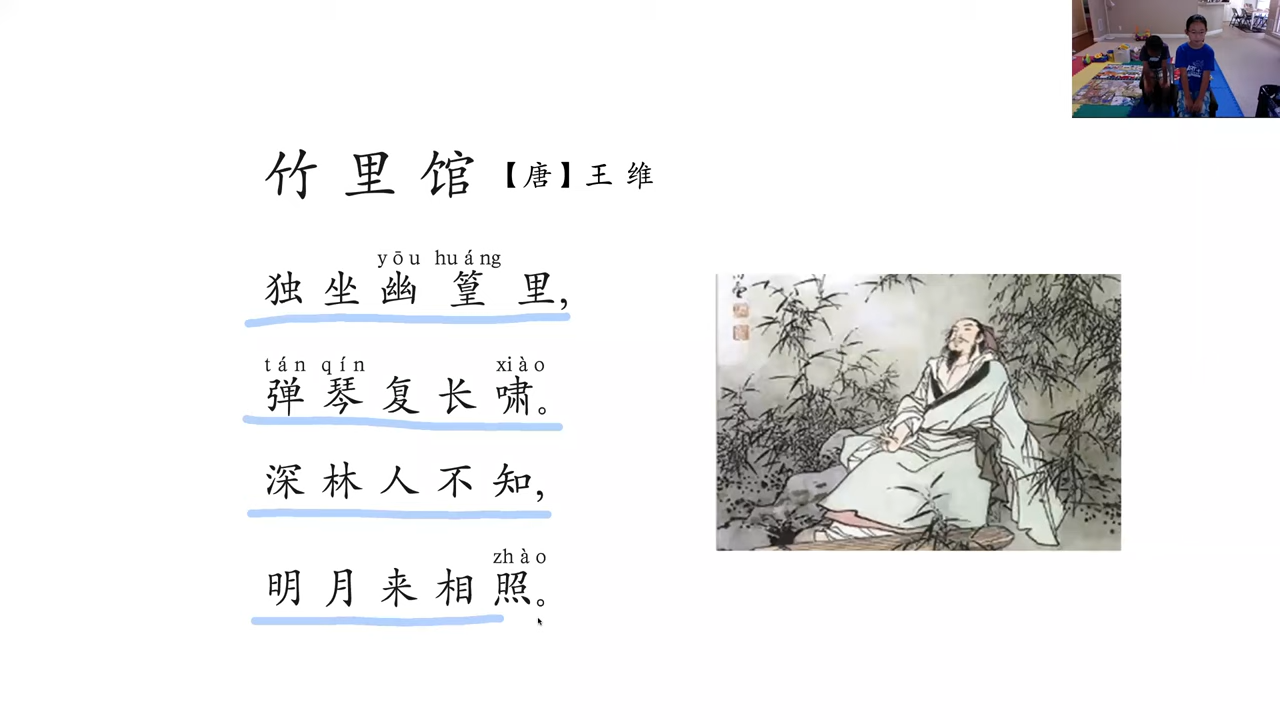 竹里馆【唐】王维
yōu huáng
独坐幽篁里,
tán qín xiào
弹琴复长啸。
深林人不知,
zhào
明月来相照。